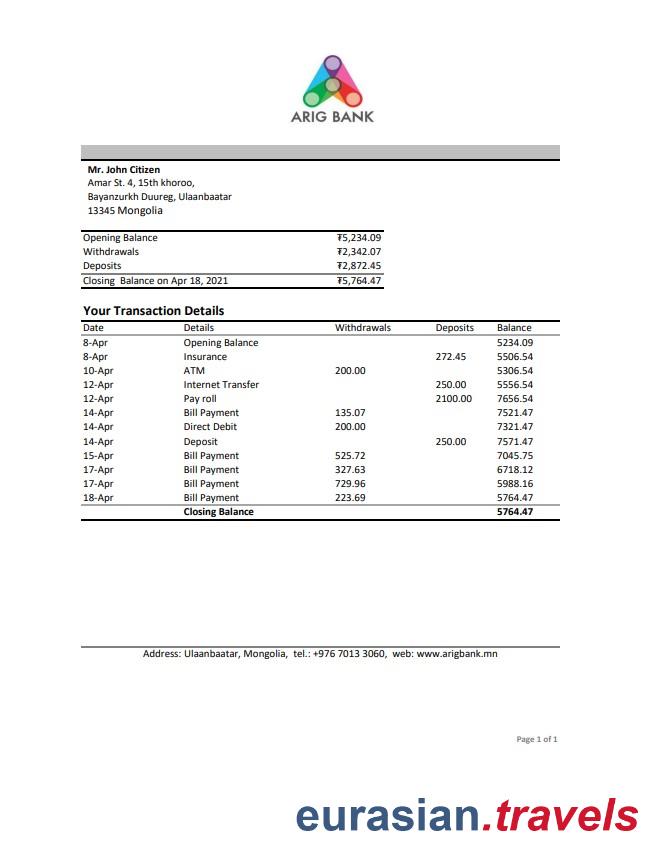 ARIG BANK
Mr. John Citizen
Amar St. 4, 15th khoroo,
Bayanzurkh Duureg, Ulaanbaatar
13345 Mongolia
Opening Balance ₮5,234.09
Withdrawals ₮2,342.07
Deposits ₮2,872.45
Closing Balance on Apr 18, 2021 ₮5,764.47
Your Transaction Details
Date Details Withdrawals Deposits Balance
8-Apr Opening Balance 5234.09
8-Apr Insurance 272.45 5506.54
10-Apr ATM 200.00 5306.54
12-Apr Internet Transfer 250.00 5556.54
12-Apr Pay roll 2100.00 7656.54
14-Apr Bill Payment 135.07 7521.47
14-Apr Direct Debit 200.00 7321.47
14-Apr Deposit 250.00 7571.47
15-Apr Bill Payment 525.72 7045.75
17-Apr Bill Payment 327.63 6718.12
17-Apr Bill Payment 729.96 5988.16
18-Apr Bill Payment 223.69 5764.47
Closing Balance 5764.47
Address: Ulaanbaatar, Mongolia, tel.: +976 7013 3060, web: www.arigbank.mn
Page 1 of 1
eurasian.travels